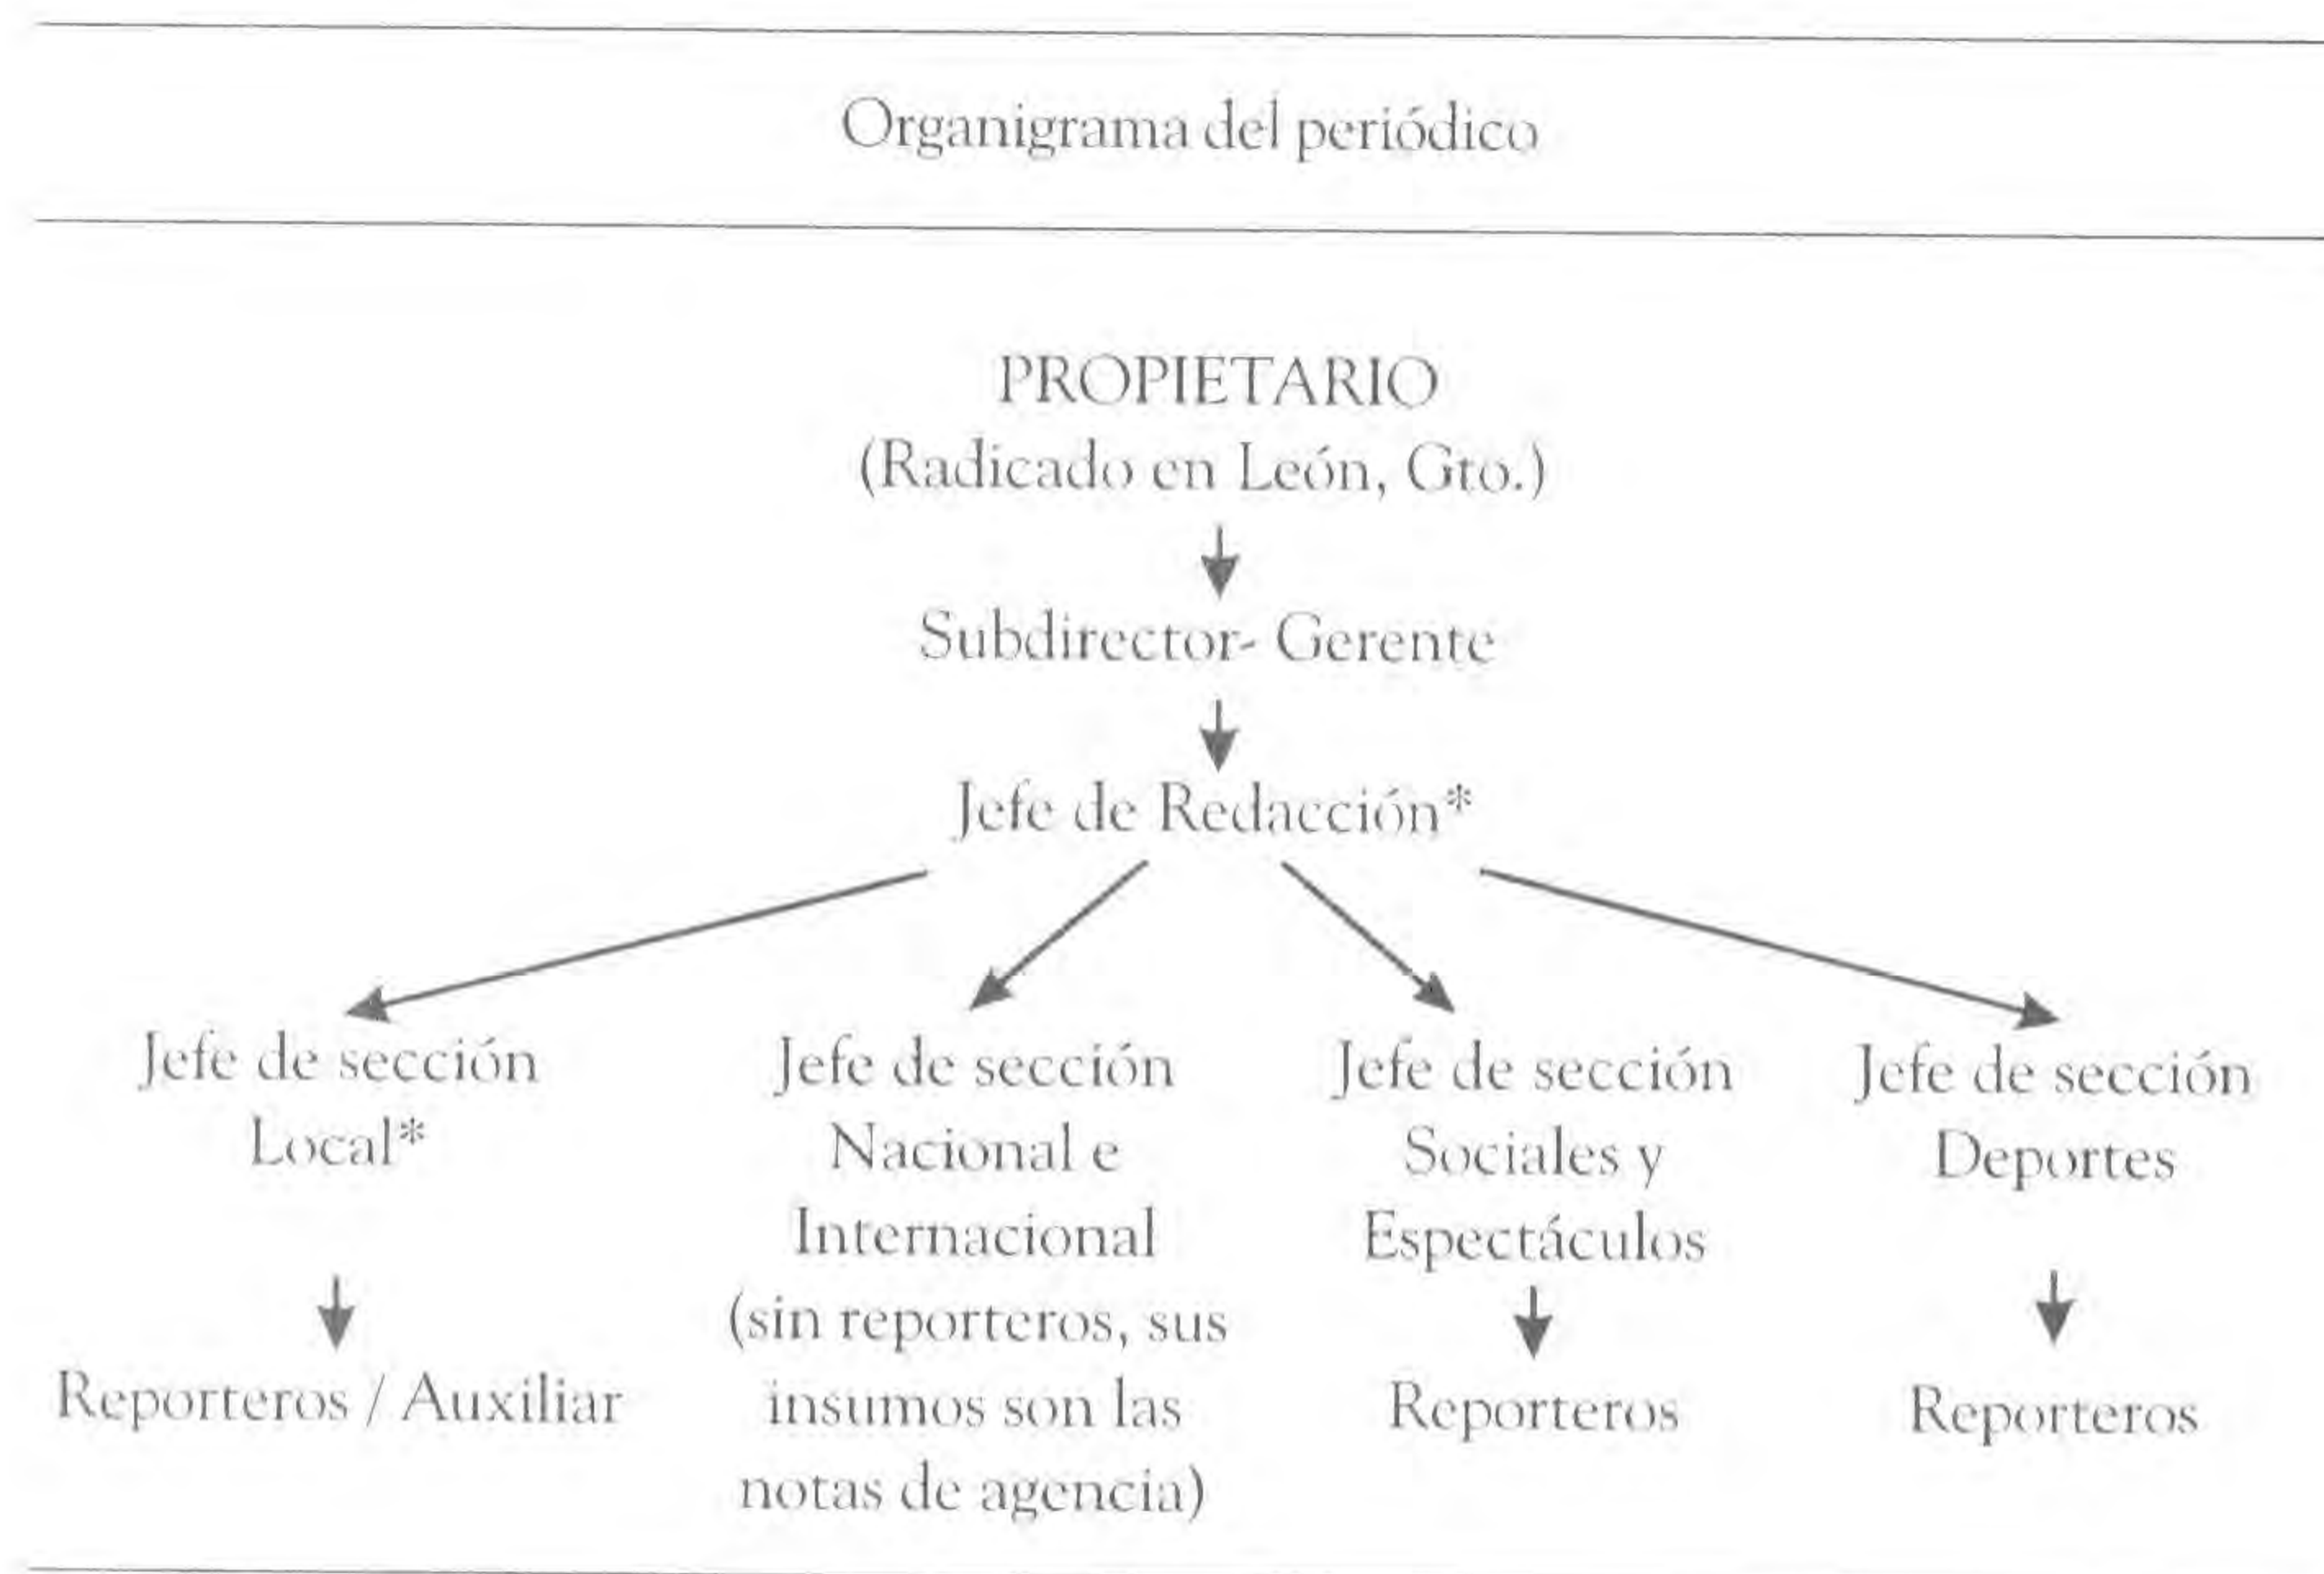 Organigrama del periódico
PROPIETARIO
(Radicado en León, Gto.)
Subdirector- Gerente
Jefe de Redacción*
Jefe de sección
Local*
Reporteros / Auxiliar
Jefe de sección
Nacional e
Internacional
(sin reporteros, sus
insumos son las
notas de agencia)
Jefe de sección
Sociales y
Espectáculos
Reporteros
Jefe de sección
Deportes
Reporteros